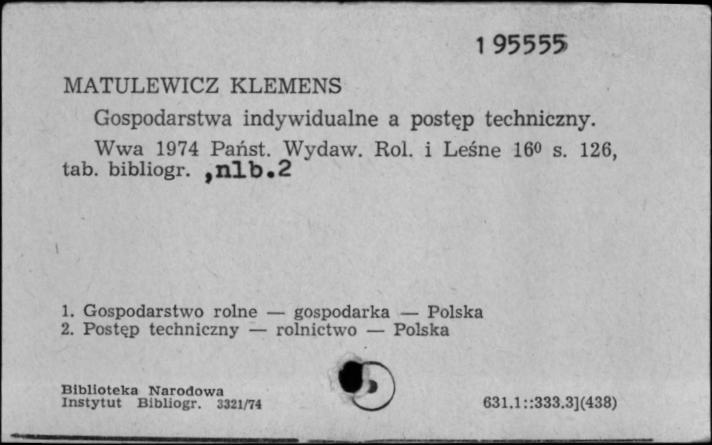 1 95555
MATULEWICZ KLEMENS
Gospodarstwa indywidualne a postęp techniczny.
Wwa 1974 Państ. Wydaw. Rol. i Leśne 16⁰ s. 126,
tab. bibliogr. ,nlb.2
1. Gospodarstwo rolne — gospodarka — Polska
2. Postęp techniczny — rolnictwo — Polska
Biblioteka Narodowa
Instytut Bibliogr. 3321/74
631.1::333.3](438)